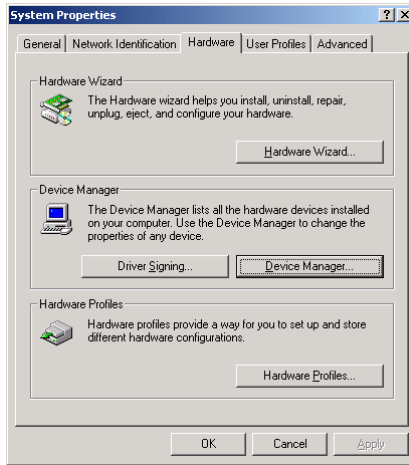 System Properties
General
Network Identification
Hardware
User Profiles
Advanced
Hardware Wizard
The Hardware wizard helps you install, uninstall, repair,
unplug, eject, and configure your hardware.
Hardware Wizard...
Device Manager
The Device Manager lists all the hardware devices installed
on your computer. Use the Device Manager to change the
properties of any device.
Driver Signing...
Device Manager...
Hardware Profiles
Hardware profiles provide a way for you to set up and store
different hardware configurations.
Hardware Profiles...
OK
Cancel
Apply